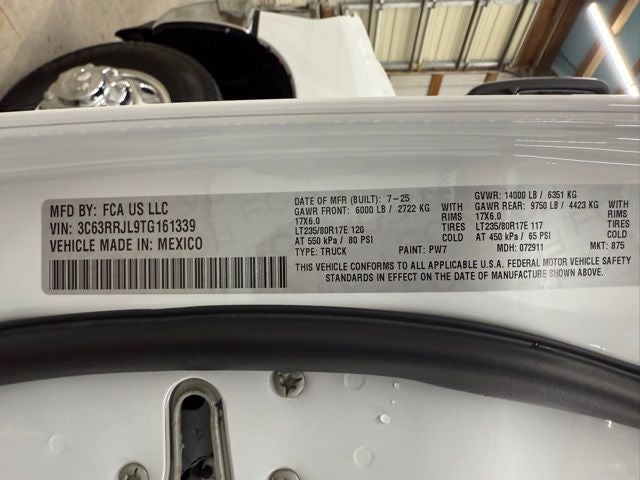 MFD BY: FCA US LLC
VIN: 3C63RRJL9TG161339
VEHICLE MADE IN: MEXICO
DATE OF MFR (BUILT): 7-25
GVWR: 14000 LB / 6351 KG
GAWR FRONT: 6000 LB / 2722 KG WITH
GAWR REAR: 9750 LB / 4423 KG WITH
17X6.0 RIMS
17X6.0 RIMS
LT235/80R17E 120 TIRES
LT235/80R17E 117 TIRES
AT 550 kPa / 80 PSI COLD
AT 450 kPa / 65 PSI COLD
TYPE: TRUCK
PAINT: PW7
MDH: 072911
MKT: 875
THIS VEHICLE CONFORMS TO ALL APPLICABLE U.S.A. FEDERAL MOTOR VEHICLE SAFETY
STANDARDS IN EFFECT ON THE DATE OF MANUFACTURE SHOWN ABOVE.